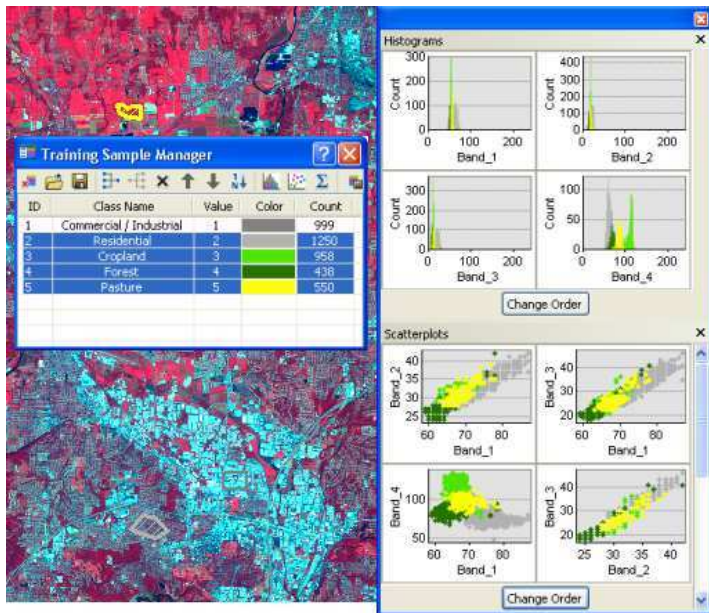 Training Sample Manager
ID Class Name Value Color Count
1 Commercial / Industrial 1 999
2 Residential 2 1250
3 Cropland 3 958
4 Forest 4 438
5 Pasture 5 550
Histograms
Count
300
200
100
0
0 100 200
Band_1
Count
400
300
200
100
0
0 100 200
Band_2
Count
300
200
100
0
0 100 200
Band_3
Count
100
50
0
0 100 200
Band_4
Change Order
Scatterplots
Band_2
40
35
30
25
60 70 80
Band_1
Band_3
40
30
20
60 70 80
Band_1
Band_4
100
50
60 70 80
Band_1
Band_3
40
30
20
25 30 35 40
Band_2
Change Order